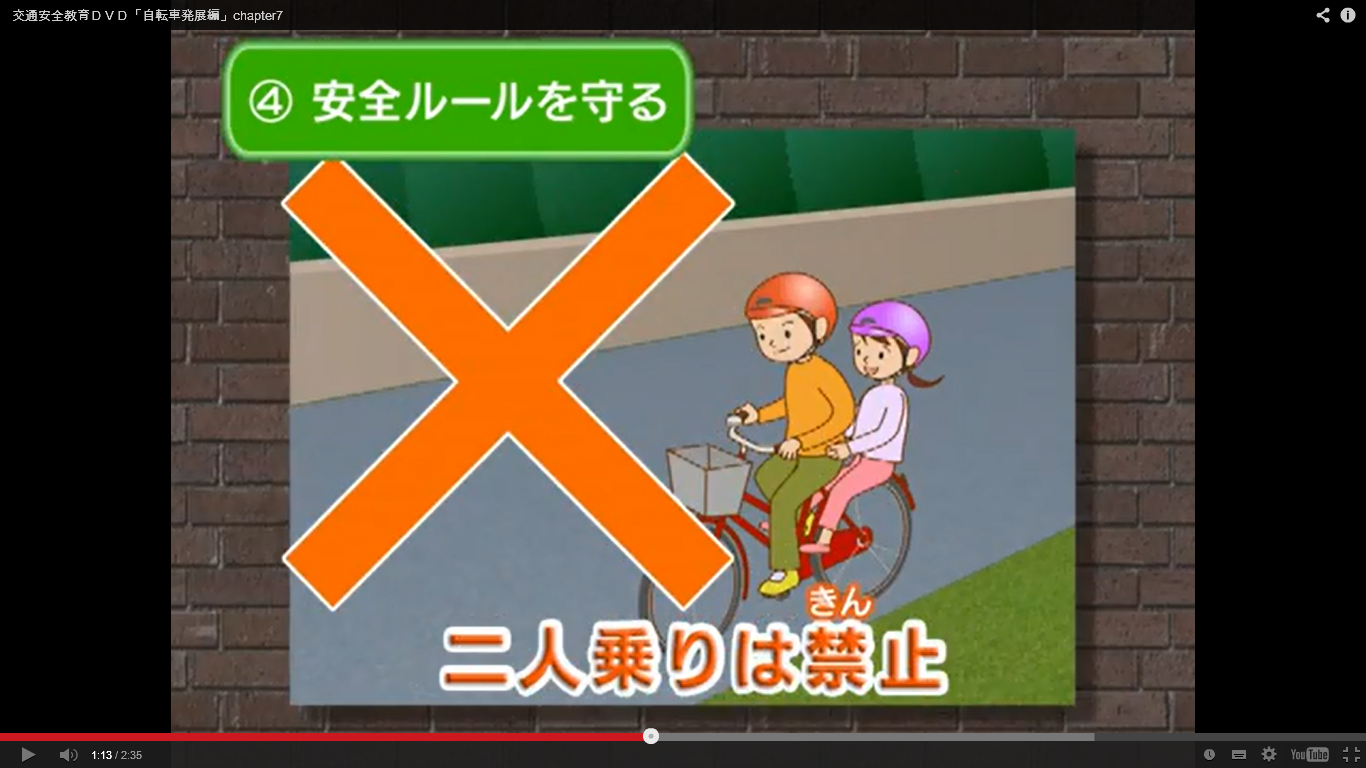 交通安全教育ＤＶＤ「自転車発展編」chapter7
④ 安全ルールを守る
きん
二人乗りは禁止
1:13 / 2:35
YouTube